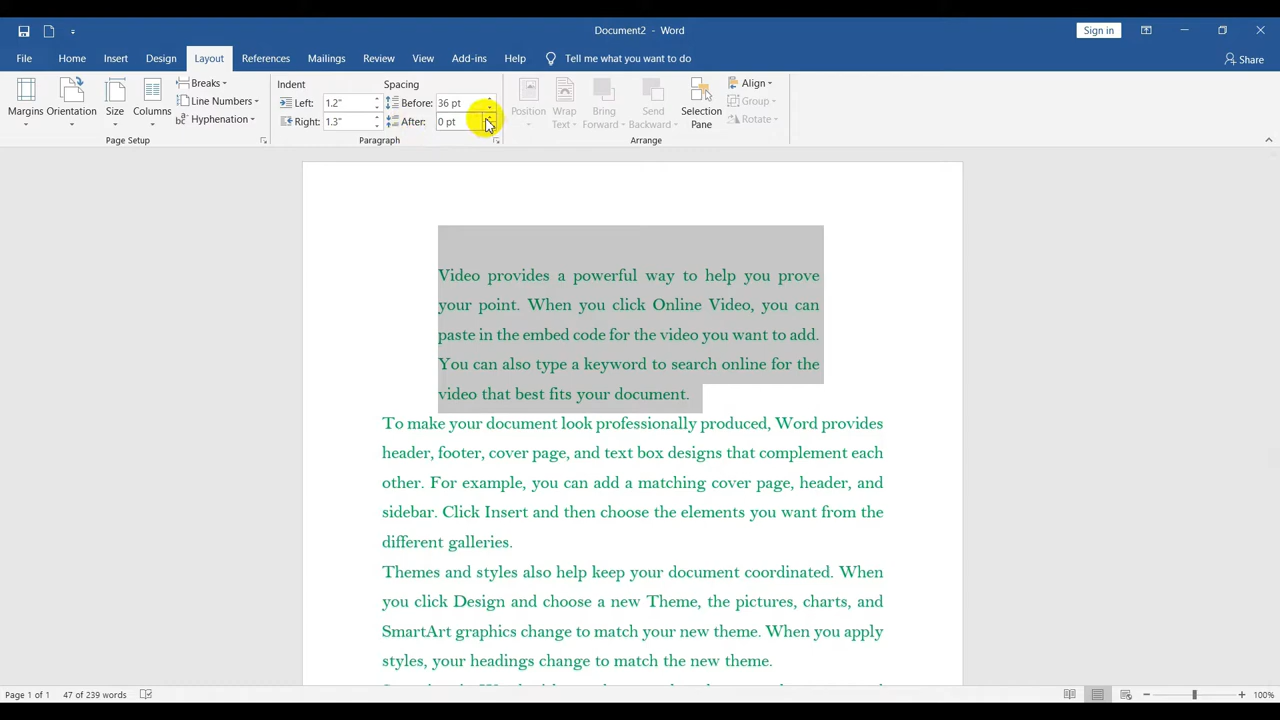 Document2 - Word
Sign in
File Home Insert Design Layout References Mailings Review View Add-ins Help Tell me what you want to do Share
Margins Orientation Size Columns
Breaks
Line Numbers
Hyphenation
Page Setup
Indent
Left: 1.2"
Right: 1.3"
Spacing
Before: 36 pt
After: 0 pt
Paragraph
Position
Wrap Text
Bring Forward
Send Backward
Selection Pane
Align
Group
Rotate
Arrange
Video provides a powerful way to help you prove
your point. When you click Online Video, you can
paste in the embed code for the video you want to add.
You can also type a keyword to search online for the
video that best fits your document.
To make your document look professionally produced, Word provides
header, footer, cover page, and text box designs that complement each
other. For example, you can add a matching cover page, header, and
sidebar. Click Insert and then choose the elements you want from the
different galleries.
Themes and styles also help keep your document coordinated. When
you click Design and choose a new Theme, the pictures, charts, and
SmartArt graphics change to match your new theme. When you apply
styles, your headings change to match the new theme.
Page 1 of 1 47 of 239 words
100%